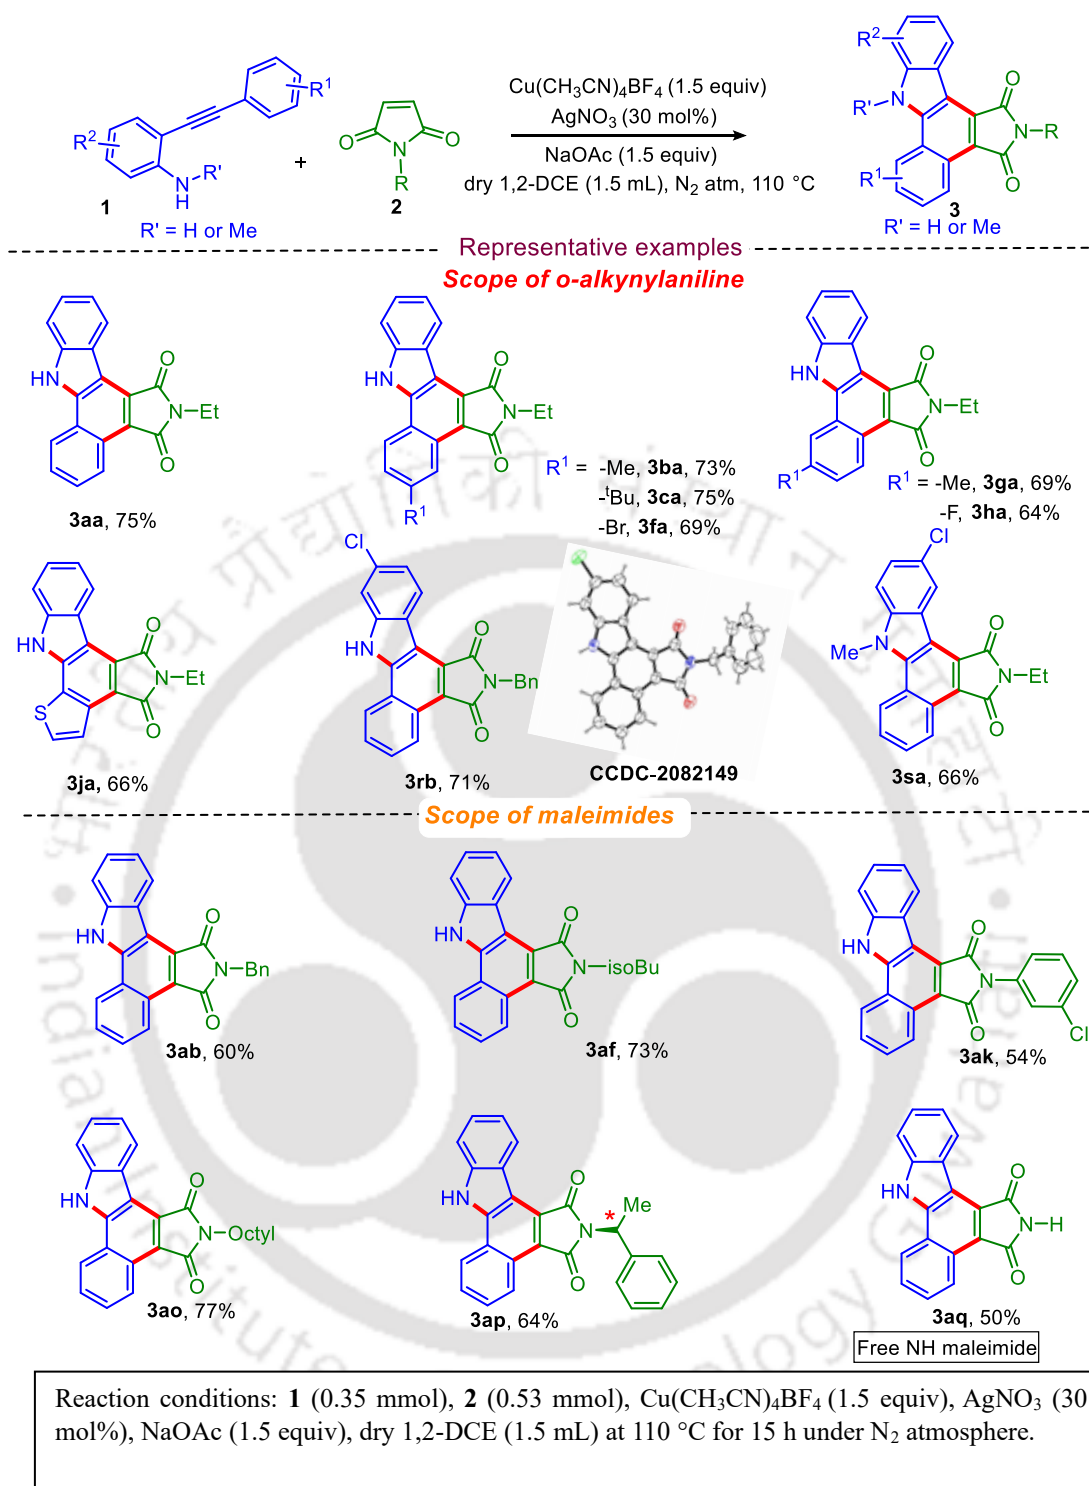 Cu(CH3CN)4BF4 (1.5 equiv)
AgNO3 (30 mol%)
NaOAc (1.5 equiv)
dry 1,2-DCE (1.5 mL), N2 atm, 110 °C
R1
R2
N
H
R'
1
R' = H or Me
+
O
N
O
R
2
R2
R'
N
R1
O
N
R
O
3
R' = H or Me
Representative examples
Scope of o-alkynylaniline
HN
O
N
Et
O
3aa, 75%
HN
O
N
Et
O
R1
R1 = -Me, 3ba, 73%
-tBu, 3ca, 75%
-Br, 3fa, 69%
HN
O
N
Et
O
R1
R1 = -Me, 3ga, 69%
-F, 3ha, 64%
HN
S
O
N
Et
O
3ja, 66%
Cl
HN
O
N
Bn
O
3rb, 71%
CCDC-2082149
Cl
Me
N
O
N
Et
O
3sa, 66%
Scope of maleimides
HN
O
N
Bn
O
3ab, 60%
HN
O
N
isoBu
O
3af, 73%
HN
O
N
O
Cl
3ak, 54%
HN
O
N
Octyl
O
3ao, 77%
HN
O
N
*
Me
O
3ap, 64%
HN
O
N-H
O
3aq, 50%
Free NH maleimide
Reaction conditions: 1 (0.35 mmol), 2 (0.53 mmol), Cu(CH3CN)4BF4 (1.5 equiv), AgNO3 (30
mol%), NaOAc (1.5 equiv), dry 1,2-DCE (1.5 mL) at 110 °C for 15 h under N2 atmosphere.